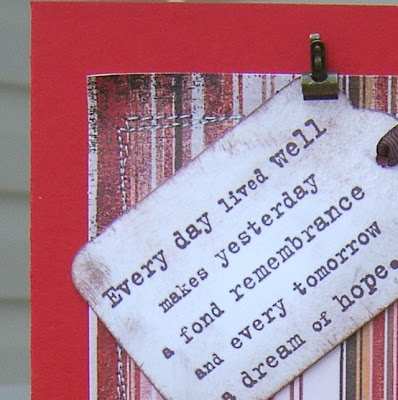 Every day lived well
makes yesterday
a fond remembrance
and every tomorrow
a dream of hope.